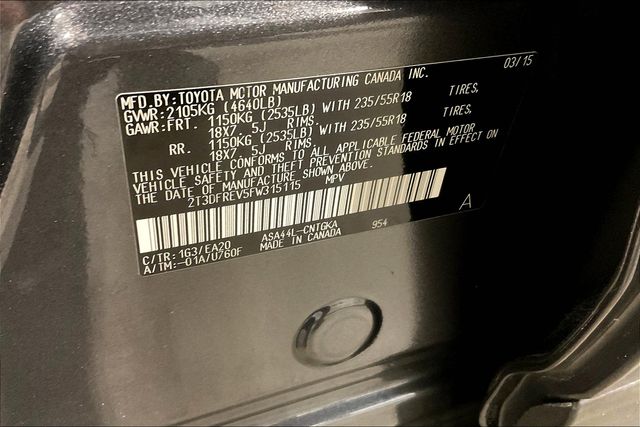 03/15
MFD. BY: TOYOTA MOTOR MANUFACTURING CANADA INC.
GVWR: 2105KG (4640LB)
GAWR: FRT. 1150KG (2535LB) WITH 235/55R18 TIRES,
18X7.5J RIMS.
RR. 1150KG (2535LB) WITH 235/55R18 TIRES,
18X7.5J RIMS.
THIS VEHICLE CONFORMS TO ALL APPLICABLE FEDERAL MOTOR
VEHICLE SAFETY AND THEFT PREVENTION STANDARDS IN EFFECT ON
THE DATE OF MANUFACTURE SHOWN ABOVE.
2T3DFREV5FW315115 MPV
A
C/TR: 1G3/EA20 ASA44L-CNTGKA 954
A/TM: -01A/U760F MADE IN CANADA